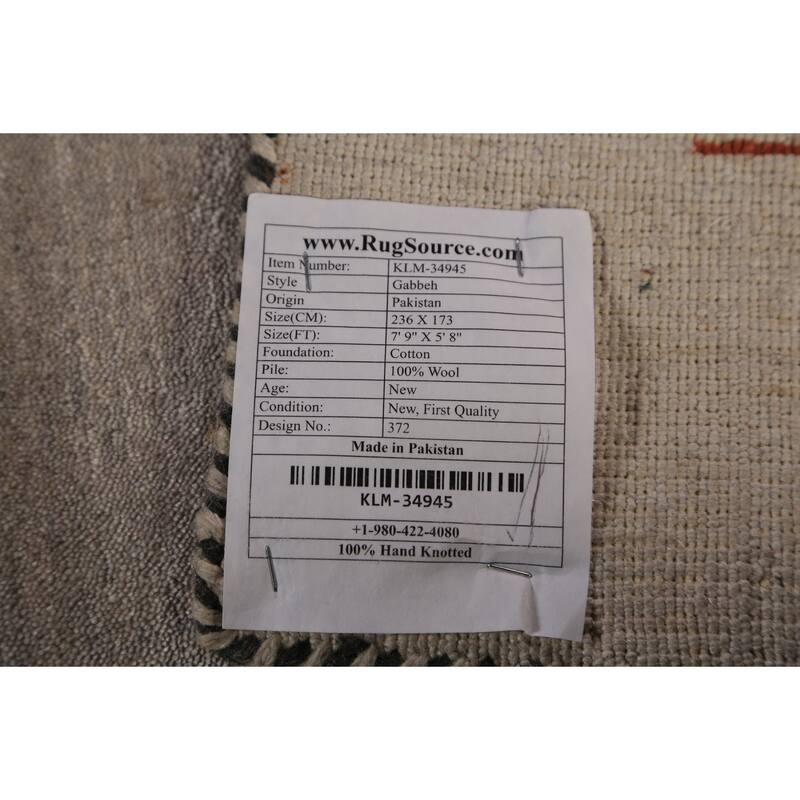 www.RugSource.com
Item Number: KLM-34945
Style Gabbeh
Origin Pakistan
Size(CM): 236 X 173
Size(FT): 7' 9" X 5' 8"
Foundation: Cotton
Pile: 100% Wool
Age: New
Condition: New, First Quality
Design No.: 372
Made in Pakistan
KLM-34945
+1-980-422-4080
100% Hand Knotted